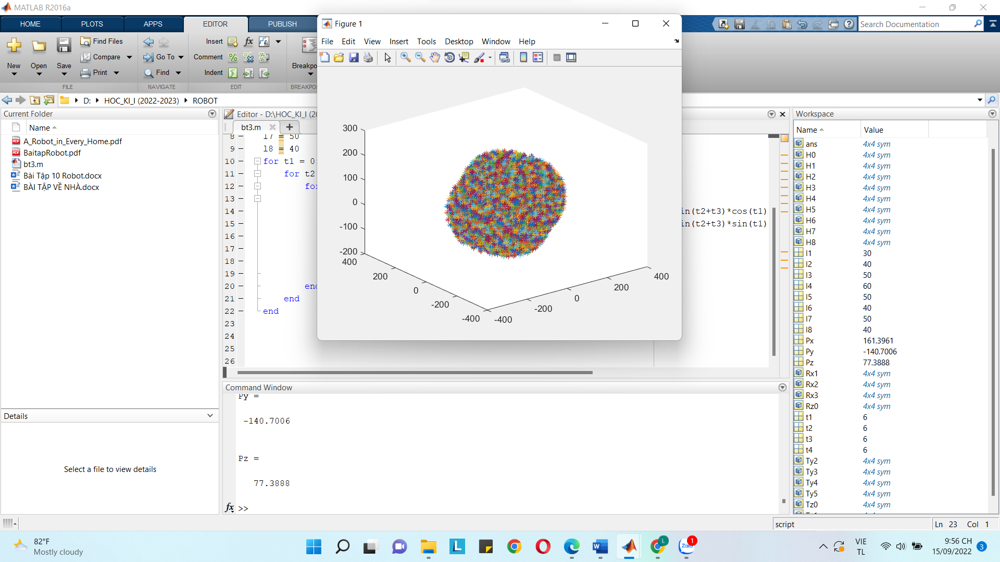 MATLAB R2016a
HOME PLOTS APPS EDITOR PUBLISH
Search Documentation
Figure 1
File Edit View Insert Tools Desktop Window Help
New Open Save
Find Files
Compare
Print
Go To
Find
Insert
Comment
Indent
Breakpo
FILE NAVIGATE EDIT BREAKPO
D: HOC_KI_I (2022-2023) ROBOT
Current Folder
Name
A_Robot_in_Every_Home.pdf
BaitapRobot.pdf
bt3.m
Bài Tập 10 Robot.docx
BÀI TẬP VỀ NHÀ.docx
Details
Select a file to view details
Editor - D:\HOC_KI_I (20
bt3.m
8 l7 = 50
9 l8 = 40
10 for t1 = 0:
11 for t2
12 for
13
14 in(t2+t3)*cos(t1)
15 in(t2+t3)*sin(t1)
16
17
18
19
20 end
21 end
22 end
23
24
25
26
300
200
100
0
-100
-200
400
200
0
-200
-400
-400
-200
0
200
400
Command Window
Py =
-140.7006
Pz =
77.3888
fx >>
Workspace
Name Value
ans 4x4 sym
H0 4x4 sym
H1 4x4 sym
H2 4x4 sym
H3 4x4 sym
H4 4x4 sym
H5 4x4 sym
H6 4x4 sym
H7 4x4 sym
H8 4x4 sym
l1 30
l2 40
l3 50
l4 60
l5 50
l6 40
l7 50
l8 40
Px 161.3961
Py -140.7006
Pz 77.3888
Rx1 4x4 sym
Rx2 4x4 sym
Rx3 4x4 sym
Rz0 4x4 sym
t1 6
t2 6
t3 6
t4 6
Ty2 4x4 sym
Ty3 4x4 sym
Ty4 4x4 sym
Ty5 4x4 sym
Tz0 4x4 sym
script
Ln 23 Col 1
82°F
Mostly cloudy
L
W
L
Zalo
1
VIE
TL
9:56 CH
15/09/2022
3